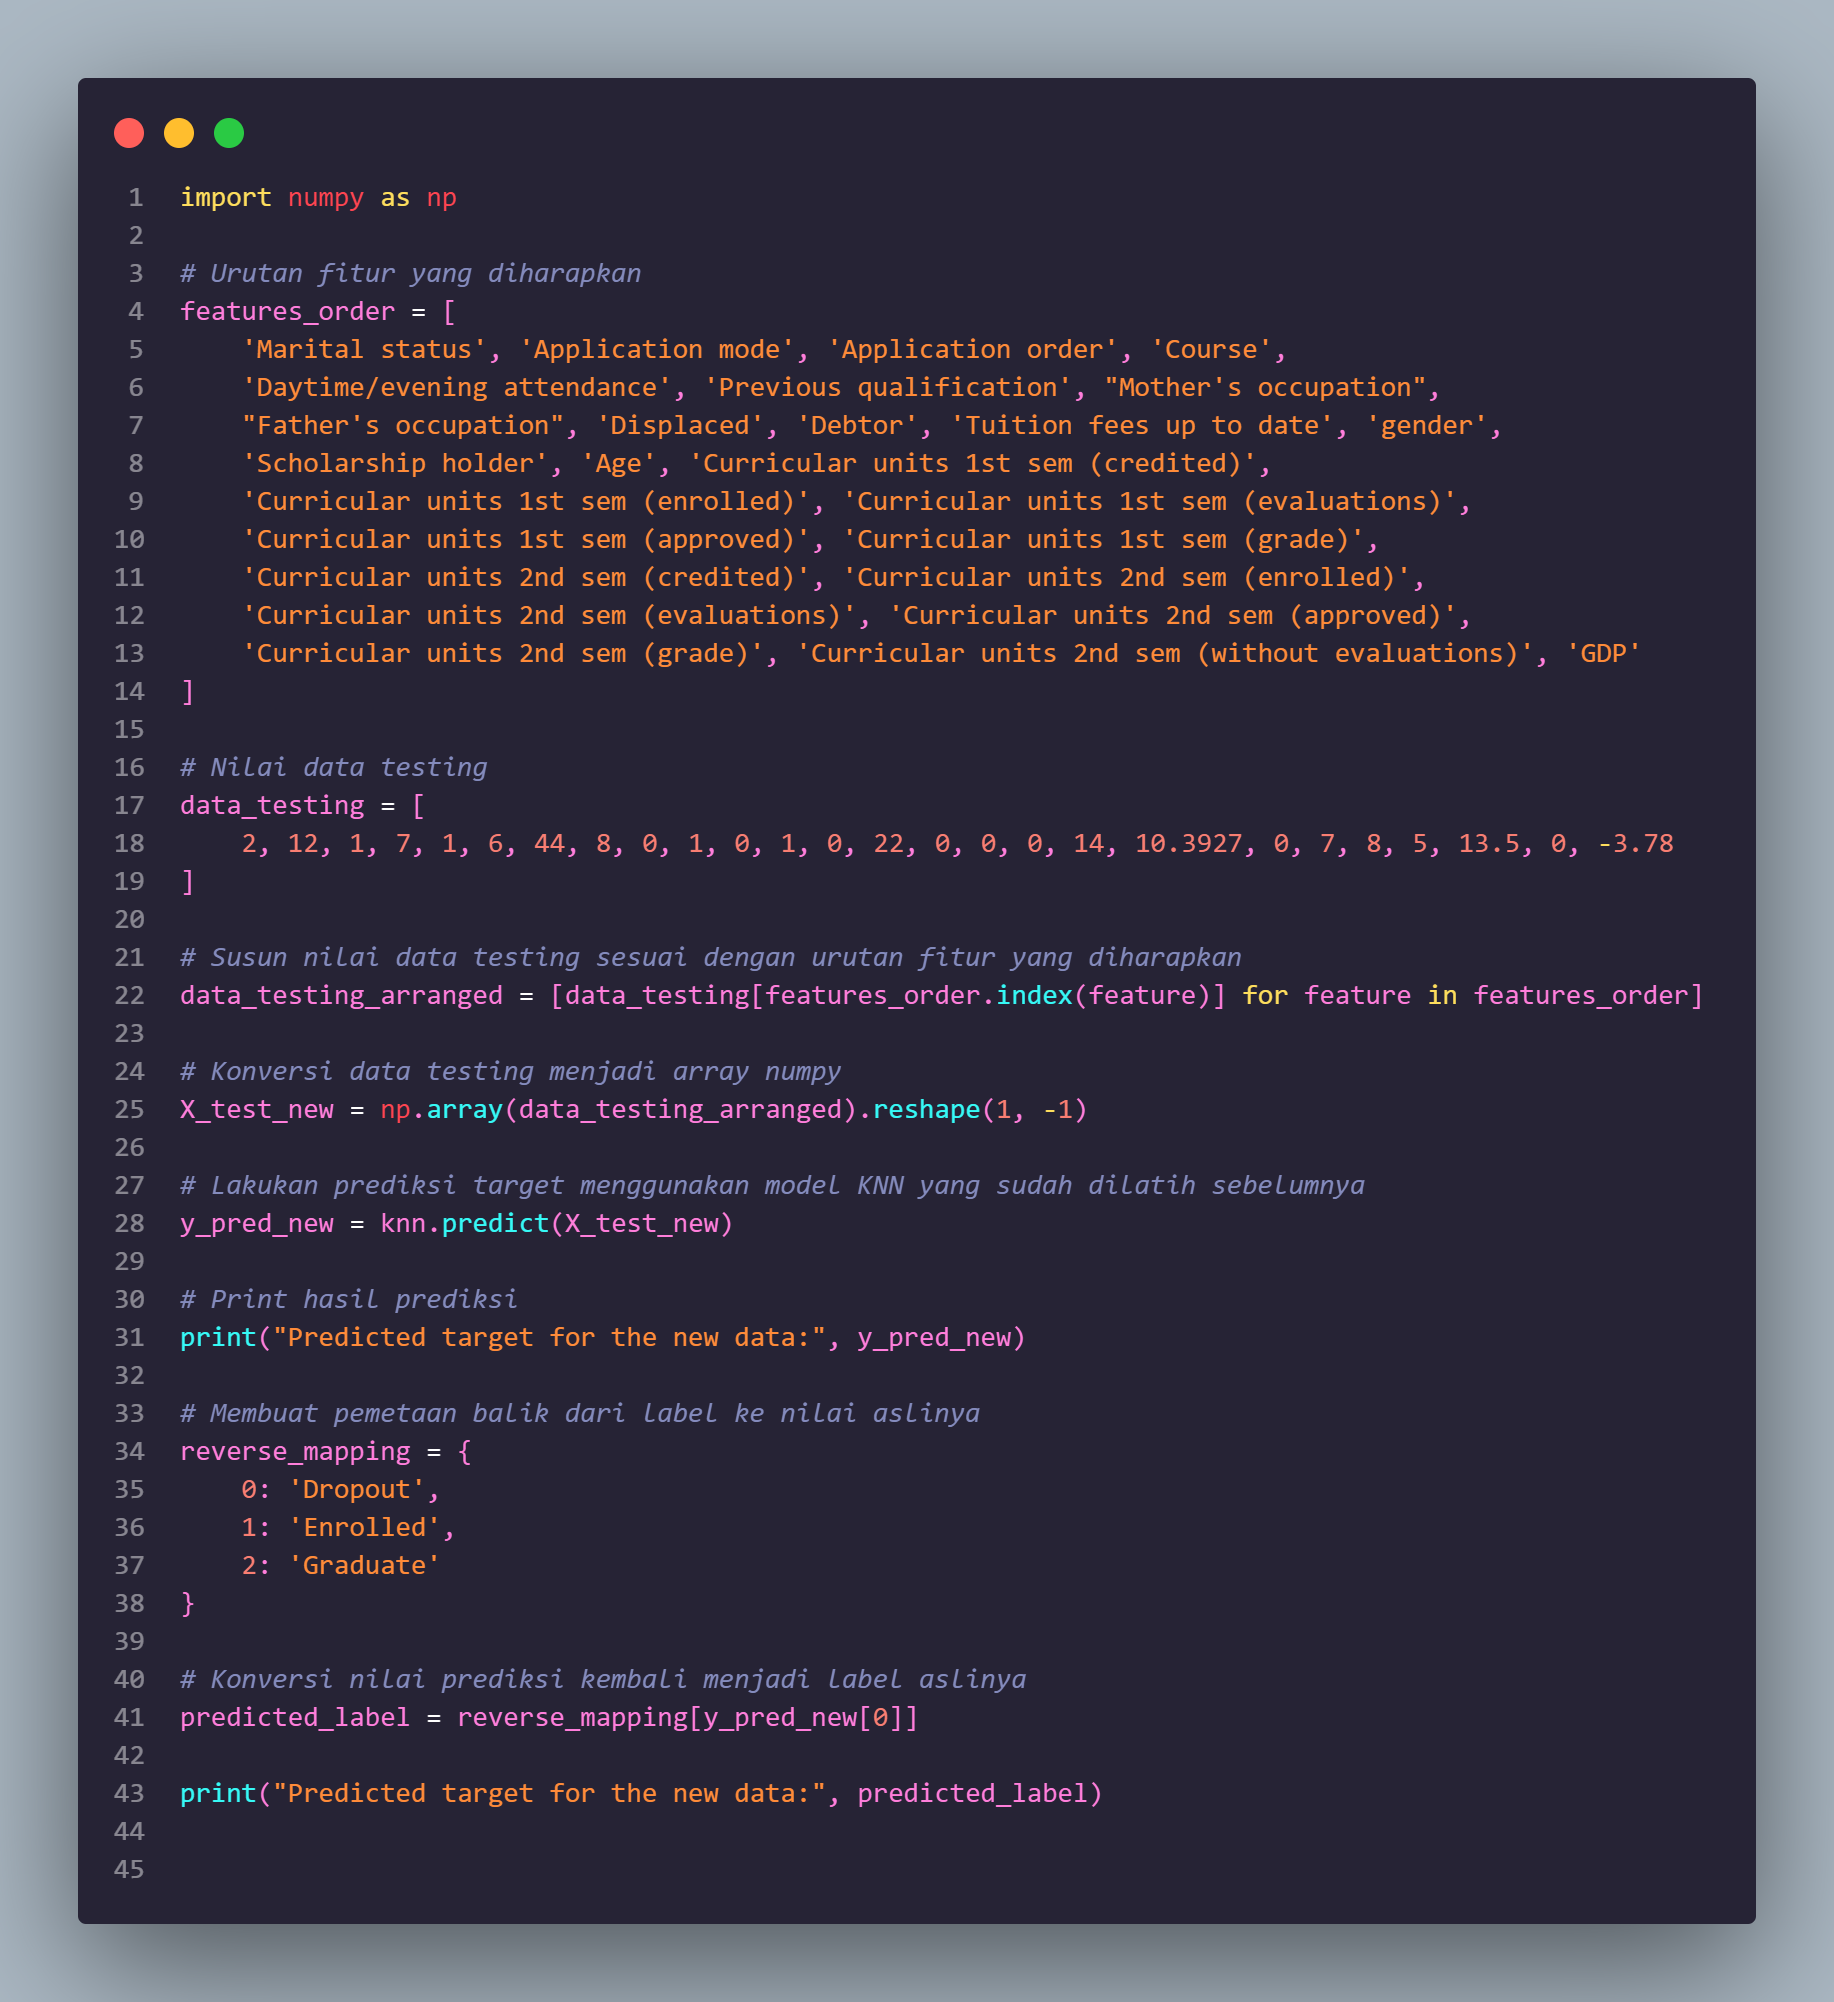 1 import numpy as np
2
3 # Urutan fitur yang diharapkan
4 features_order = [
5     'Marital status', 'Application mode', 'Application order', 'Course',
6     'Daytime/evening attendance', 'Previous qualification', "Mother's occupation",
7     "Father's occupation", 'Displaced', 'Debtor', 'Tuition fees up to date', 'gender',
8     'Scholarship holder', 'Age', 'Curricular units 1st sem (credited)',
9     'Curricular units 1st sem (enrolled)', 'Curricular units 1st sem (evaluations)',
10     'Curricular units 1st sem (approved)', 'Curricular units 1st sem (grade)',
11     'Curricular units 2nd sem (credited)', 'Curricular units 2nd sem (enrolled)',
12     'Curricular units 2nd sem (evaluations)', 'Curricular units 2nd sem (approved)',
13     'Curricular units 2nd sem (grade)', 'Curricular units 2nd sem (without evaluations)', 'GDP'
14 ]
15
16 # Nilai data testing
17 data_testing = [
18     2, 12, 1, 7, 1, 6, 44, 8, 0, 1, 0, 1, 0, 22, 0, 0, 0, 14, 10.3927, 0, 7, 8, 5, 13.5, 0, -3.78
19 ]
20
21 # Susun nilai data testing sesuai dengan urutan fitur yang diharapkan
22 data_testing_arranged = [data_testing[features_order.index(feature)] for feature in features_order]
23
24 # Konversi data testing menjadi array numpy
25 X_test_new = np.array(data_testing_arranged).reshape(1, -1)
26
27 # Lakukan prediksi target menggunakan model KNN yang sudah dilatih sebelumnya
28 y_pred_new = knn.predict(X_test_new)
29
30 # Print hasil prediksi
31 print("Predicted target for the new data:", y_pred_new)
32
33 # Membuat pemetaan balik dari label ke nilai aslinya
34 reverse_mapping = {
35     0: 'Dropout',
36     1: 'Enrolled',
37     2: 'Graduate'
38 }
39
40 # Konversi nilai prediksi kembali menjadi label aslinya
41 predicted_label = reverse_mapping[y_pred_new[0]]
42
43 print("Predicted target for the new data:", predicted_label)
44
45